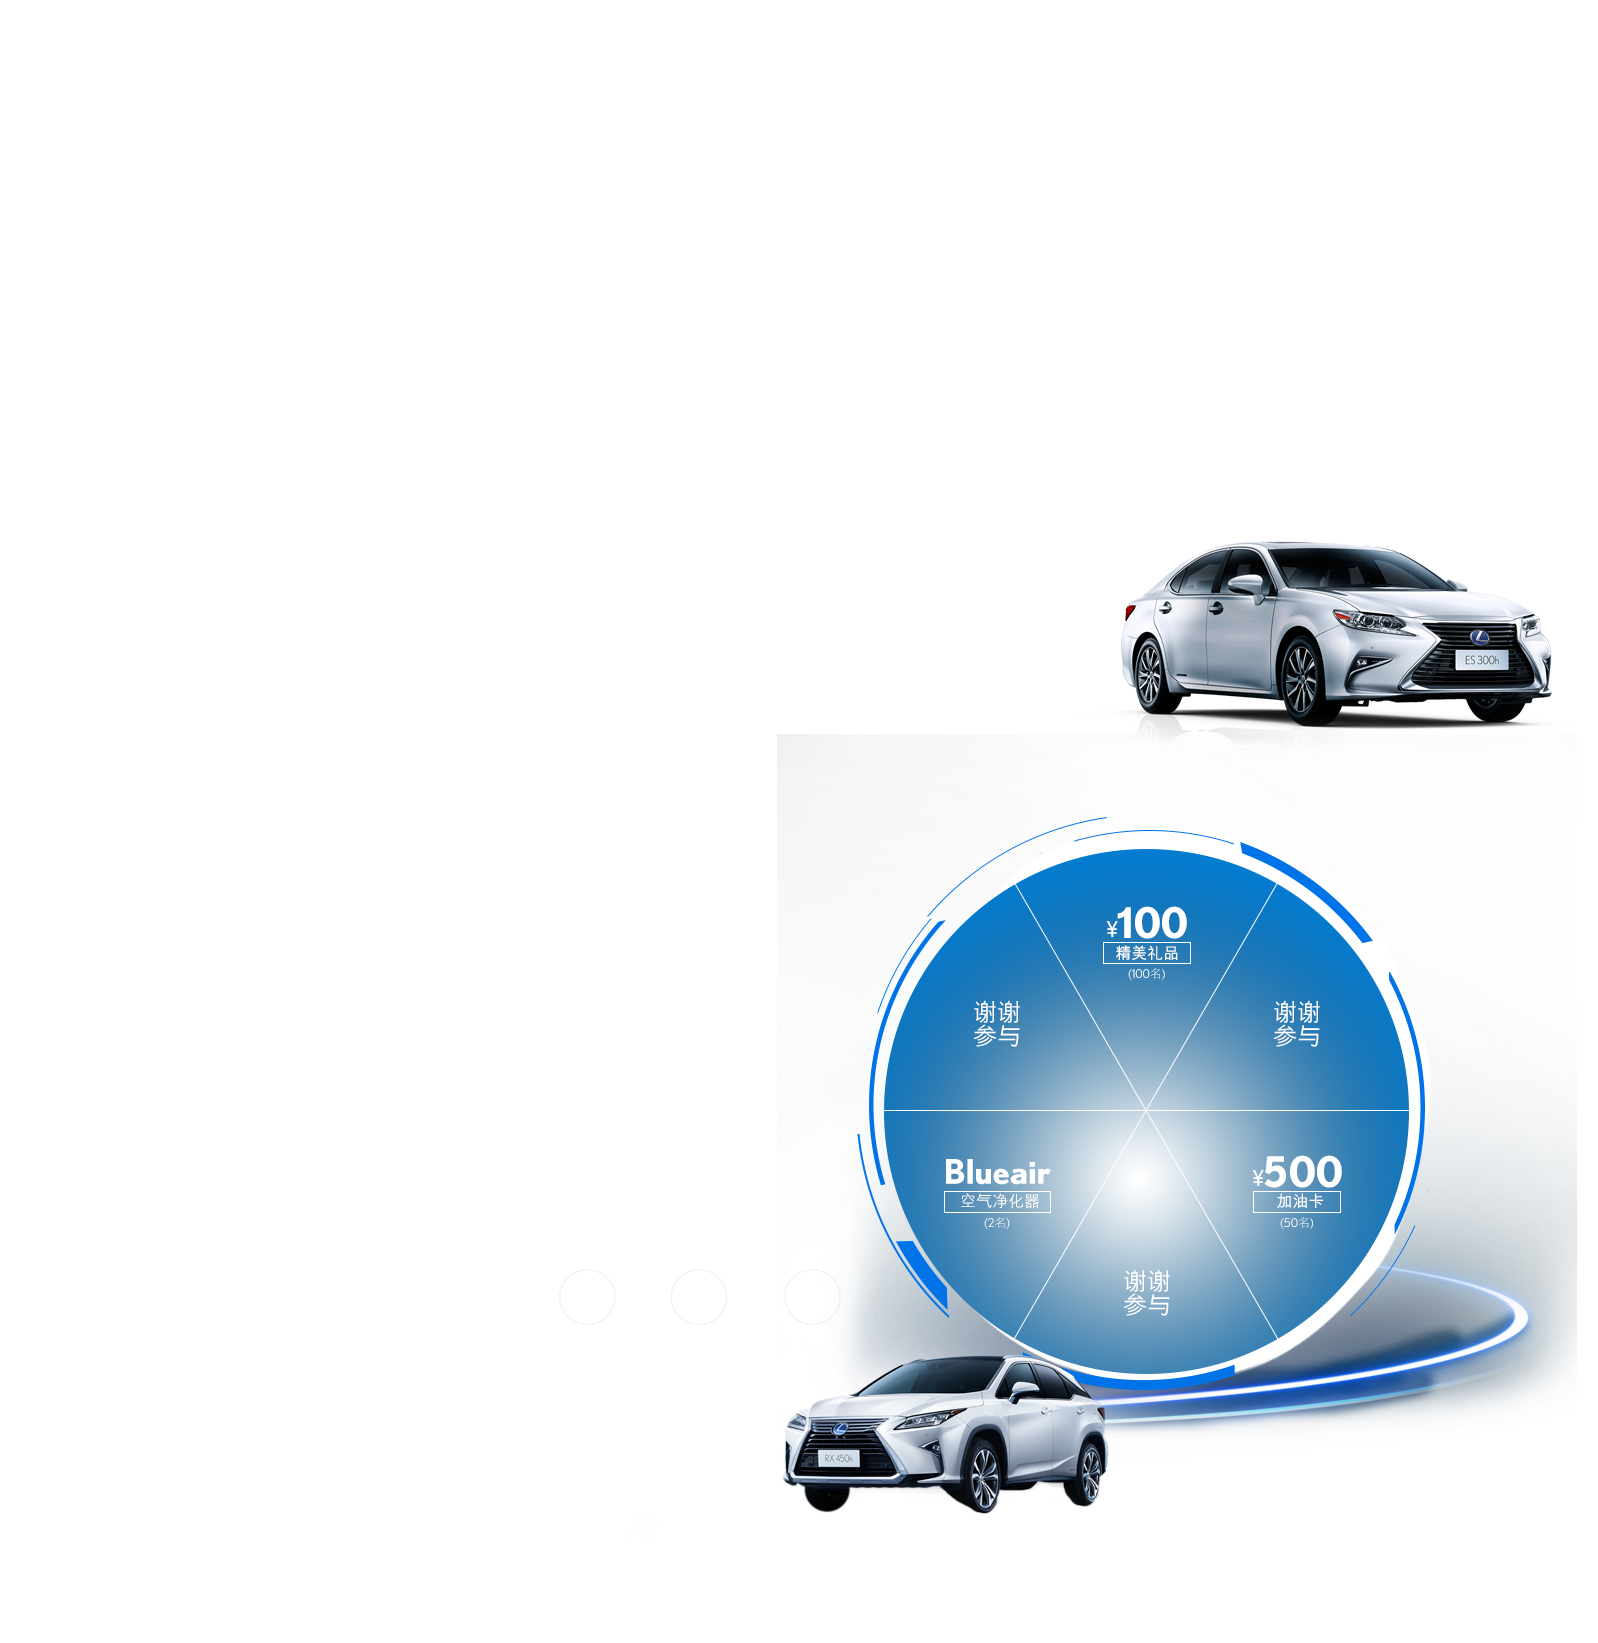 ES 300h
¥100
精美礼品
(100名)
谢谢
参与
谢谢
参与
Blueair
空气净化器
(2名)
¥500
加油卡
(50名)
谢谢
参与
RX 450h